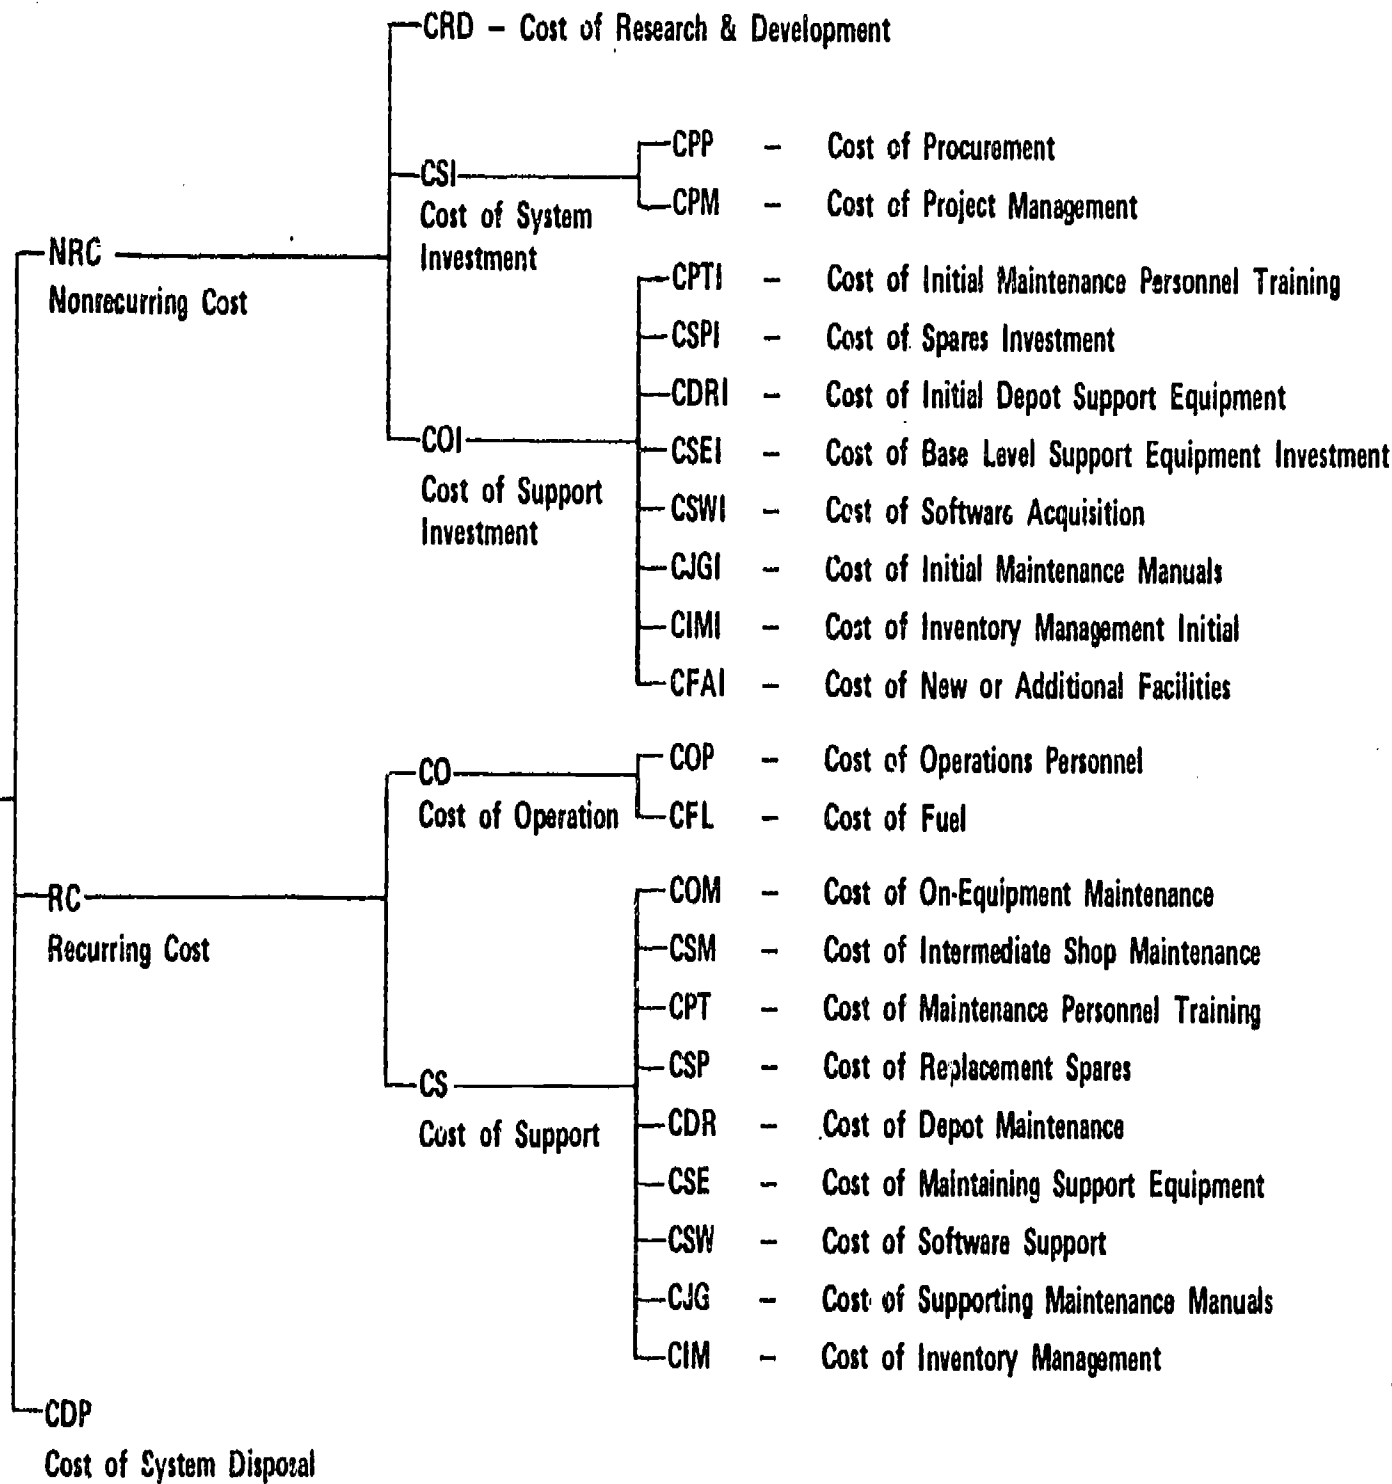 CRD – Cost of Research & Development
CPP – Cost of Procurement
CSI
CPM – Cost of Project Management
Cost of System
Investment
NRC
Nonrecurring Cost
CPTI – Cost of Initial Maintenance Personnel Training
CSPI – Cost of Spares Investment
CDRI – Cost of Initial Depot Support Equipment
COI
CSEI – Cost of Base Level Support Equipment Investment
Cost of Support
Investment
CSWI – Cost of Software Acquisition
CJGI – Cost of Initial Maintenance Manuals
CIMI – Cost of Inventory Management Initial
CFAI – Cost of New or Additional Facilities
COP – Cost of Operations Personnel
CO
Cost of Operation
CFL – Cost of Fuel
RC
Recurring Cost
COM – Cost of On-Equipment Maintenance
CSM – Cost of Intermediate Shop Maintenance
CPT – Cost of Maintenance Personnel Training
CSP – Cost of Replacement Spares
CS
Cost of Support
CDR – Cost of Depot Maintenance
CSE – Cost of Maintaining Support Equipment
CSW – Cost of Software Support
CJG – Cost of Supporting Maintenance Manuals
CIM – Cost of Inventory Management
CDP
Cost of System Disposal